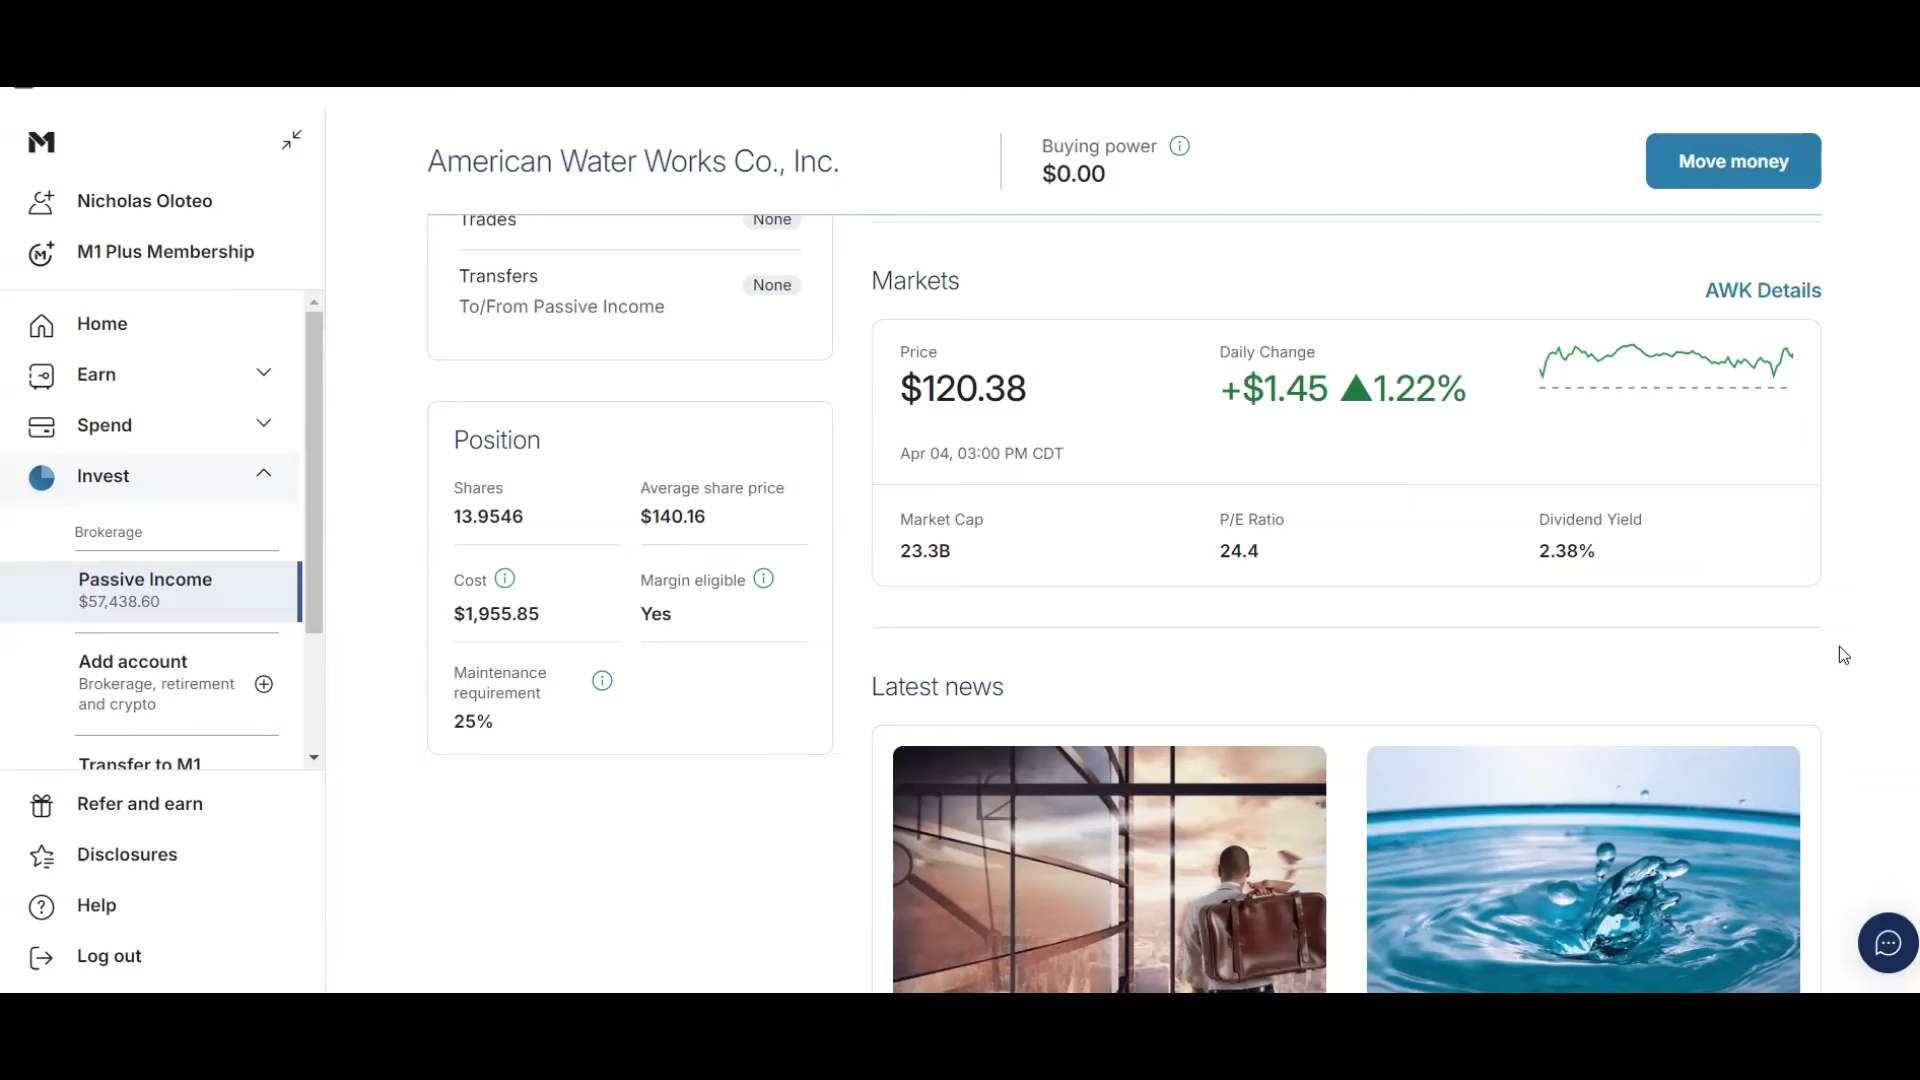 Nicholas Oloteo
M1 Plus Membership
Home
Earn
Spend
Invest
Brokerage
Passive Income
$57,438.60
Add account
Brokerage, retirement
and crypto
Transfer to M1
Refer and earn
Disclosures
Help
Log out
American Water Works Co., Inc.
Buying power
$0.00
Move money
Trades
None
Transfers
None
To/From Passive Income
Position
Shares
Average share price
13.9546
$140.16
Cost
Margin eligible
$1,955.85
Yes
Maintenance
requirement
25%
Markets
AWK Details
Price
Daily Change
$120.38
+$1.45 ▲1.22%
Apr 04, 03:00 PM CDT
Market Cap
P/E Ratio
Dividend Yield
23.3B
24.4
2.38%
Latest news